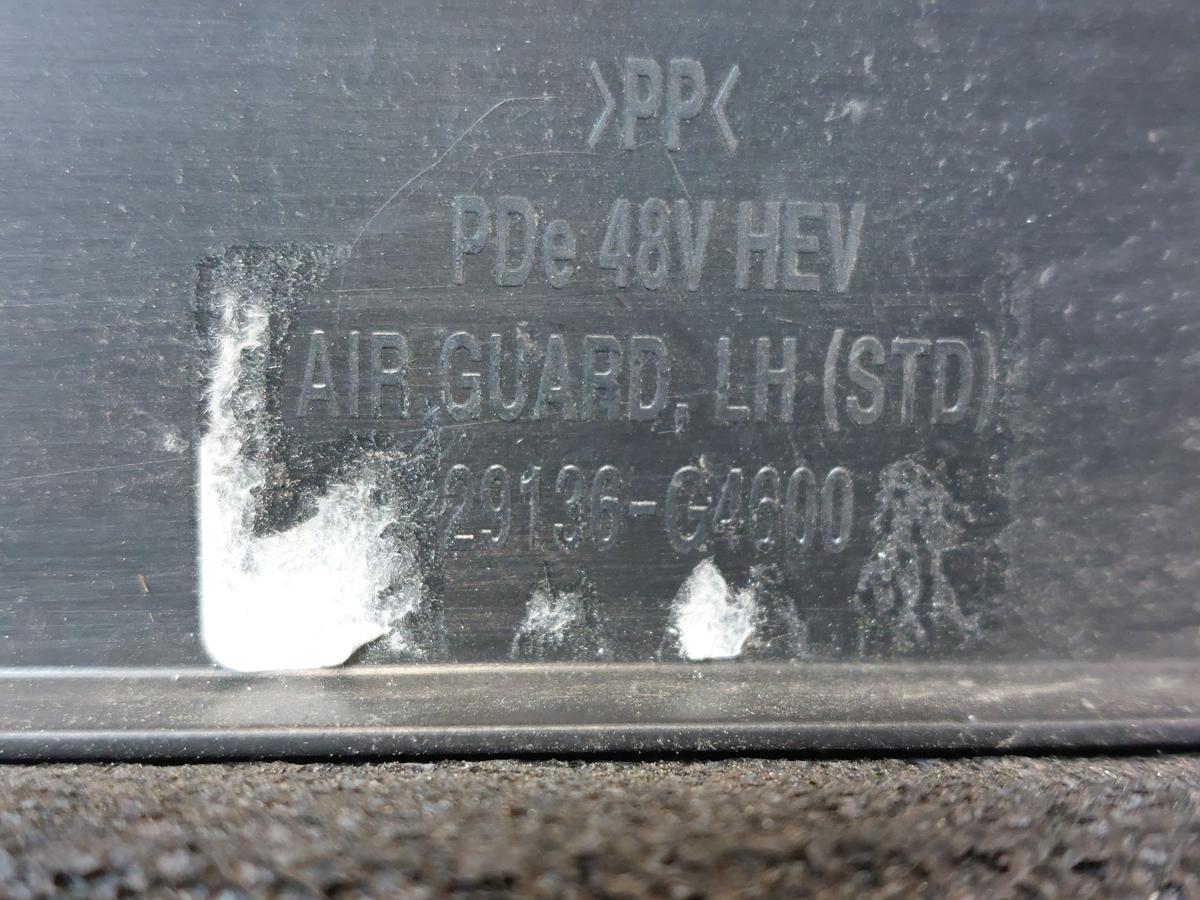 >PP<
PDe 48V HEV
AIR GUARD, LH (STD)
29136-G4600